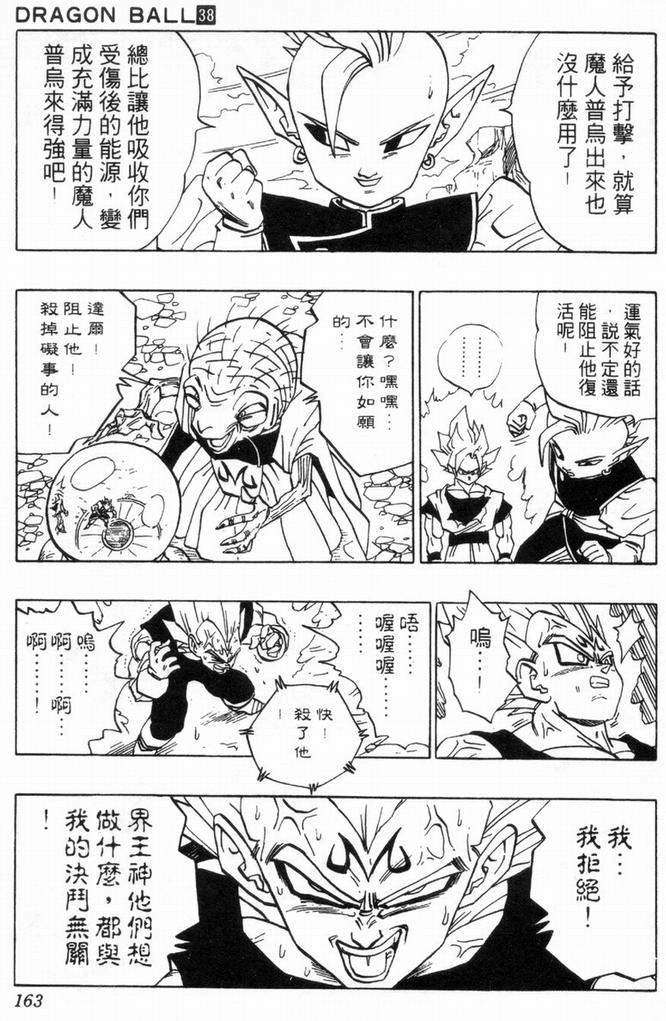 DRAGON BALL 38
給予打擊，就算
魔人普烏出來也
沒什麼用了！
總比讓他吸收你們
受傷後的能源，變
成充滿力量的魔人
普烏來得強吧！
運氣好的話
，説不定還
能阻止他復
活呢！
………
什麼？嘿嘿…
不會讓你如願
的…
達爾！
阻止他！
殺掉礙事的人！
嗚…！
唔……
喔喔喔……
快！
殺了他
！
嗚……
啊……啊…
啊……！
我…
我拒絕！
界王神他們想
做什麼，都與
我的決鬥無關
！
163